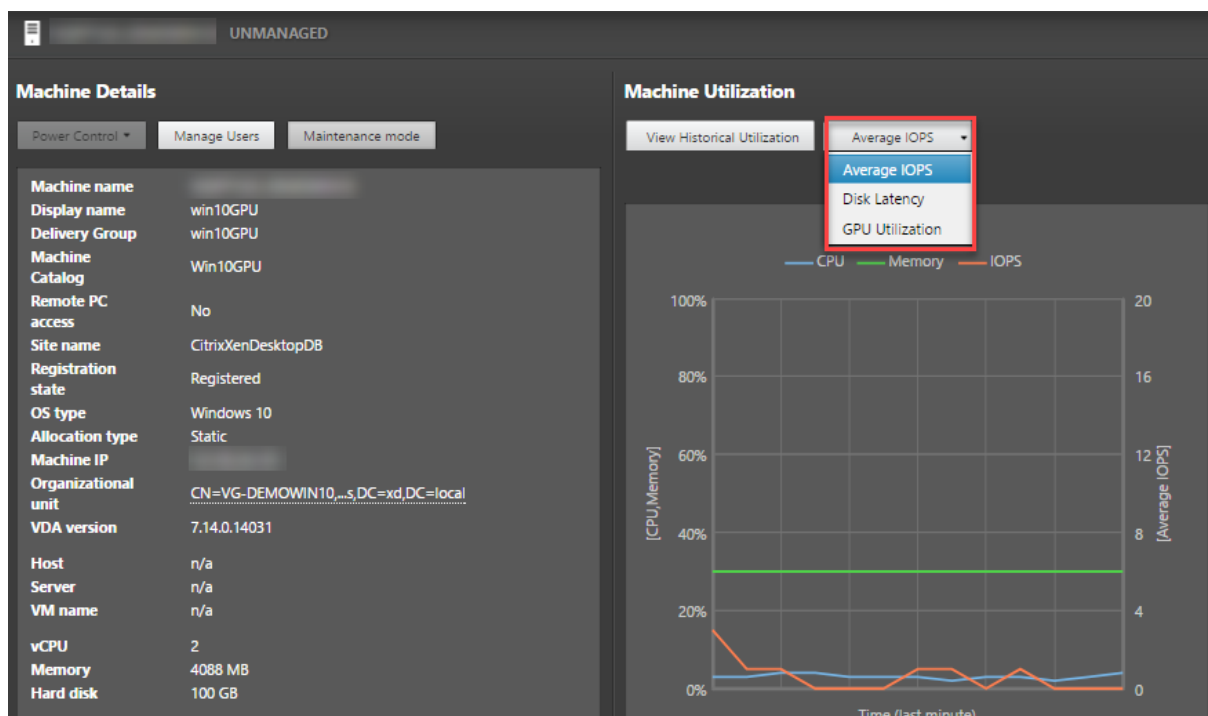 UNMANAGED
Machine Details
Power Control
Manage Users
Maintenance mode
Machine name
Display name win10GPU
Delivery Group win10GPU
Machine
Catalog
Win10GPU
Remote PC
access
No
Site name CitrixXenDesktopDB
Registration
state
Registered
OS type Windows 10
Allocation type Static
Machine IP
Organizational
unit
CN=VG-DEMOWIN10,...s,DC=xd,DC=local
VDA version 7.14.0.14031
Host n/a
Server n/a
VM name n/a
vCPU 2
Memory 4088 MB
Hard disk 100 GB
Machine Utilization
View Historical Utilization
Average IOPS
Average IOPS
Disk Latency
GPU Utilization
CPU Memory IOPS
100% 20
80% 16
60% 12
40% 8
20% 4
0% 0
[CPU,Memory]
[Average IOPS]
Time (last minute)